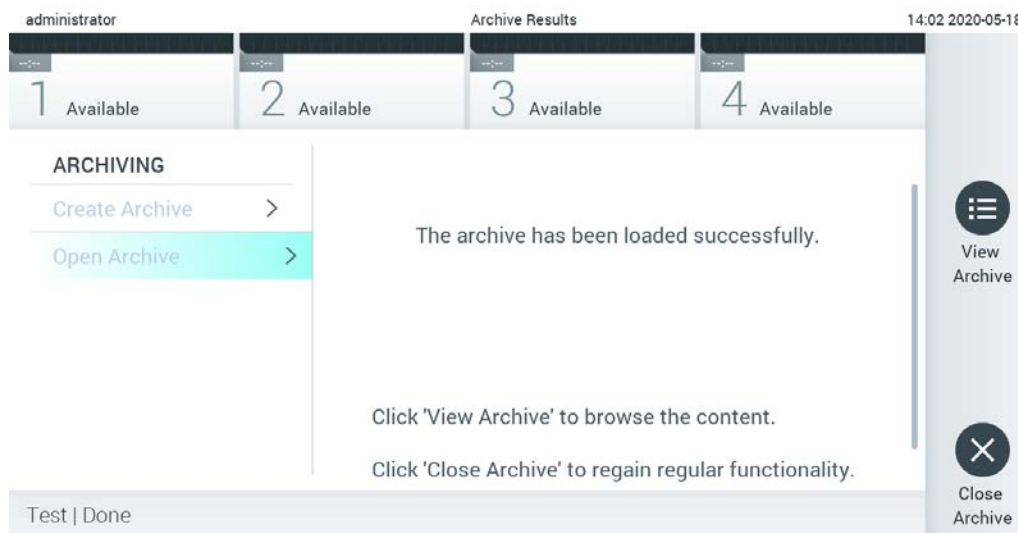 administrator Archive Results 14:02 2020-05-18
--:-- --:-- --:-- --:--
1 Available 2 Available 3 Available 4 Available
ARCHIVING
Create Archive
Open Archive
The archive has been loaded successfully.
View
Archive
Click 'View Archive' to browse the content.
Click 'Close Archive' to regain regular functionality.
Close
Archive
Test | Done